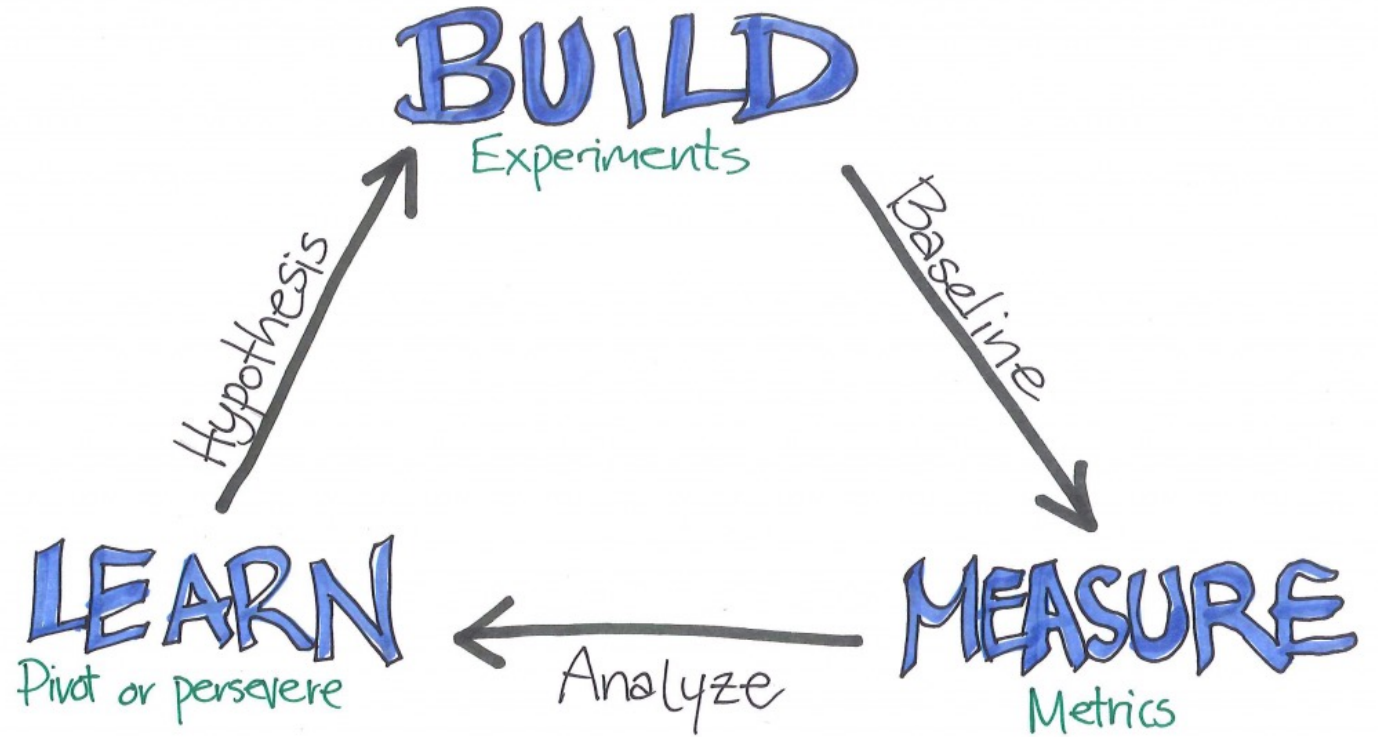 BUILD
Experiments
Baseline
Hypothesis
LEARN
Pivot or persevere
Analyze
MEASURE
Metrics